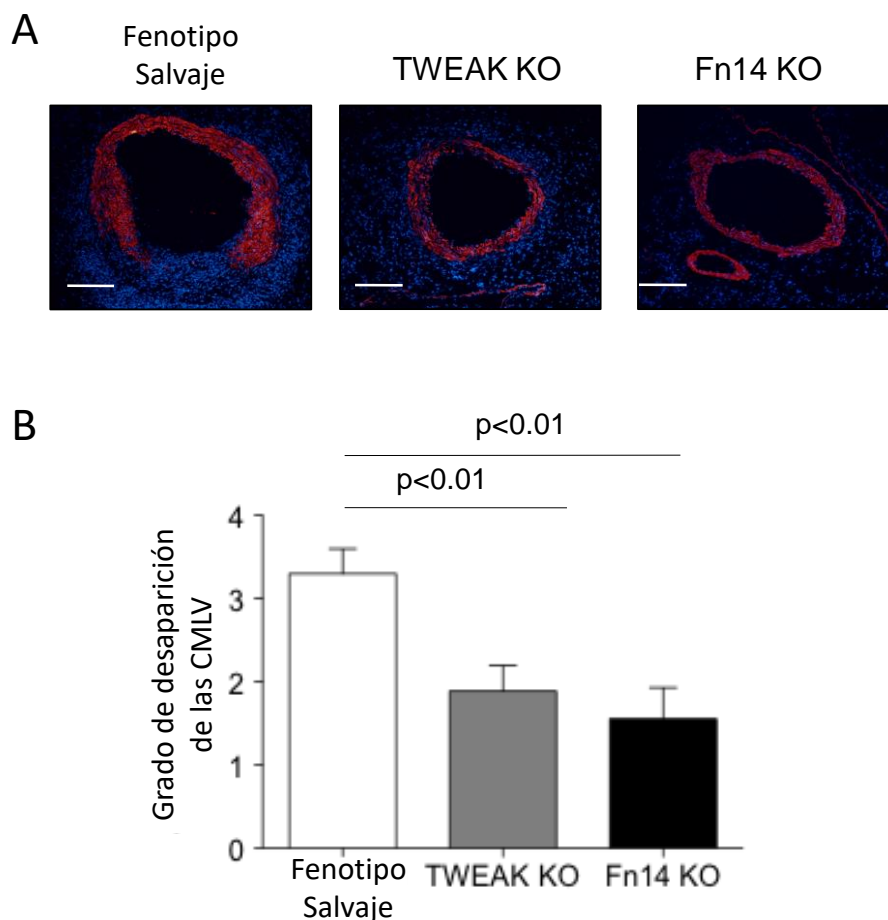 A
Fenotipo
Salvaje
TWEAK KO
Fn14 KO
B
p<0.01
p<0.01
Grado de desaparición
de las CMLV
4
3
2
1
0
Fenotipo
Salvaje
TWEAK KO
Fn14 KO